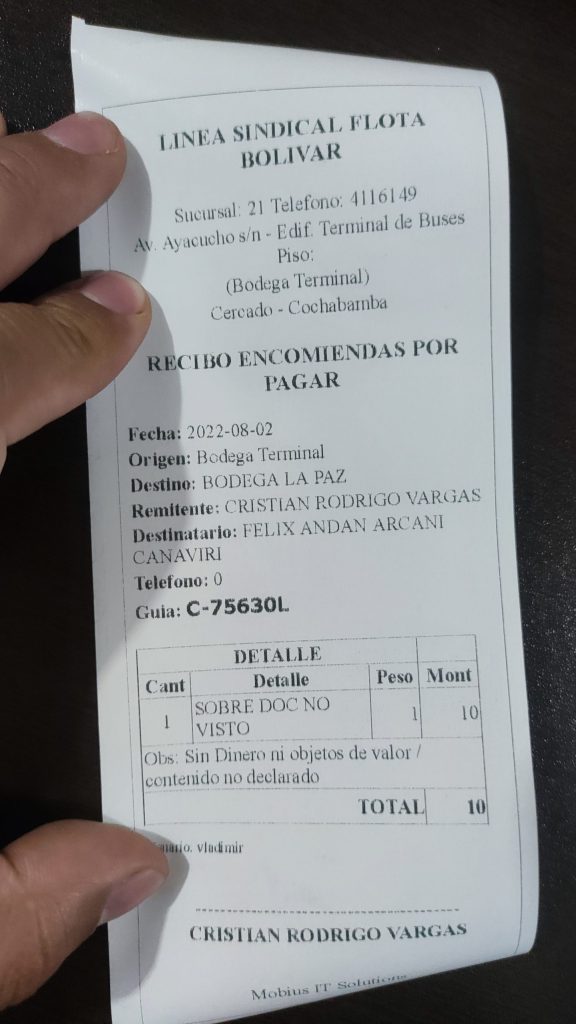 LINEA SINDICAL FLOTA
BOLIVAR
Sucursal: 21 Telefono: 4116149
Av. Ayacucho s/n - Edif. Terminal de Buses
Piso:
(Bodega Terminal)
Cercado - Cochabamba
RECIBO ENCOMIENDAS POR
PAGAR
Fecha: 2022-08-02
Origen: Bodega Terminal
Destino: BODEGA LA PAZ
Remitente: CRISTIAN RODRIGO VARGAS
Destinatario: FELIX ANDAN ARCANI
CANAVIRI
Telefono: 0
Guia: C-75630L
DETALLE
Cant Detalle Peso Mont
1 SOBRE DOC NO VISTO 1 10
Obs: Sin Dinero ni objetos de valor /
contenido no declarado
TOTAL 10
vladimir
CRISTIAN RODRIGO VARGAS
Mobius IT Solutions